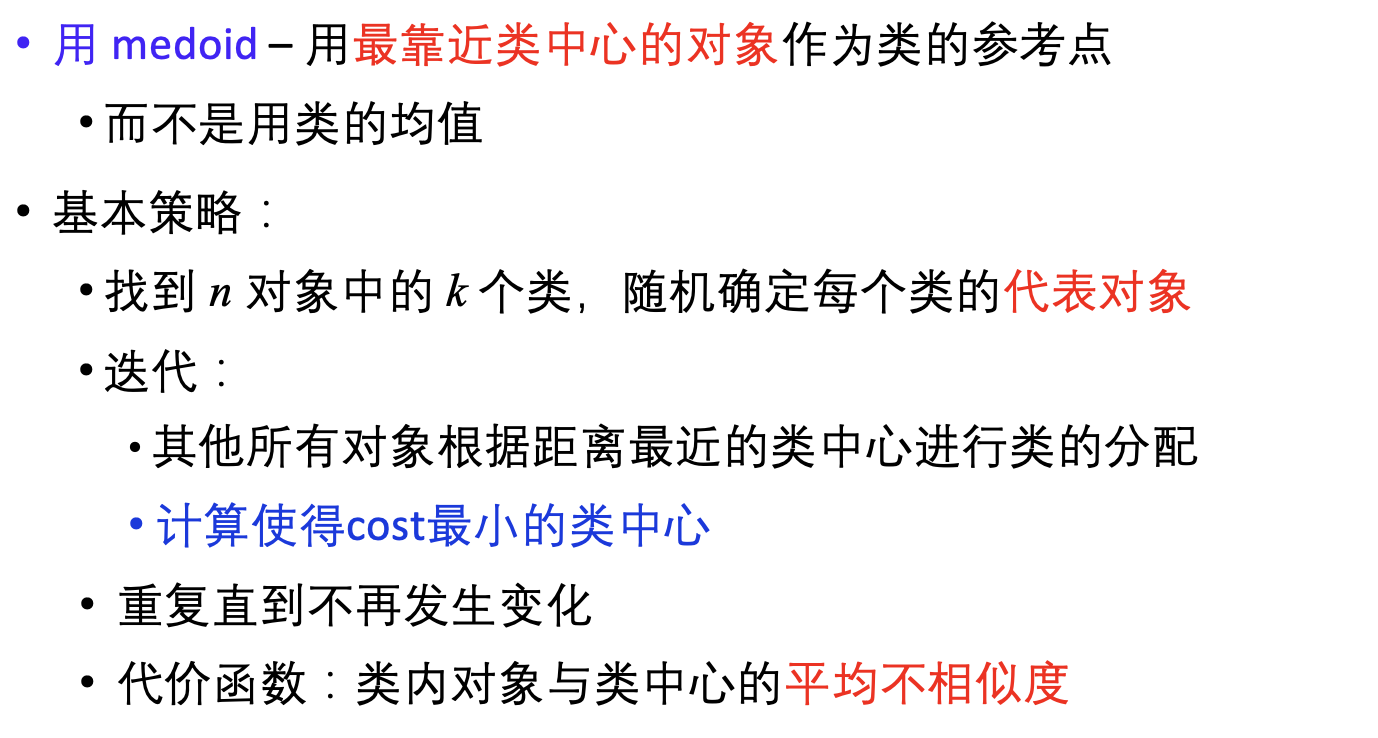 • 用 medoid – 用最靠近类中心的对象作为类的参考点
• 而不是用类的均值
• 基本策略：
• 找到 n 对象中的 k 个类，随机确定每个类的代表对象
• 迭代：
• 其他所有对象根据距离最近的类中心进行类的分配
• 计算使得cost最小的类中心
• 重复直到不再发生变化
• 代价函数：类内对象与类中心的平均不相似度